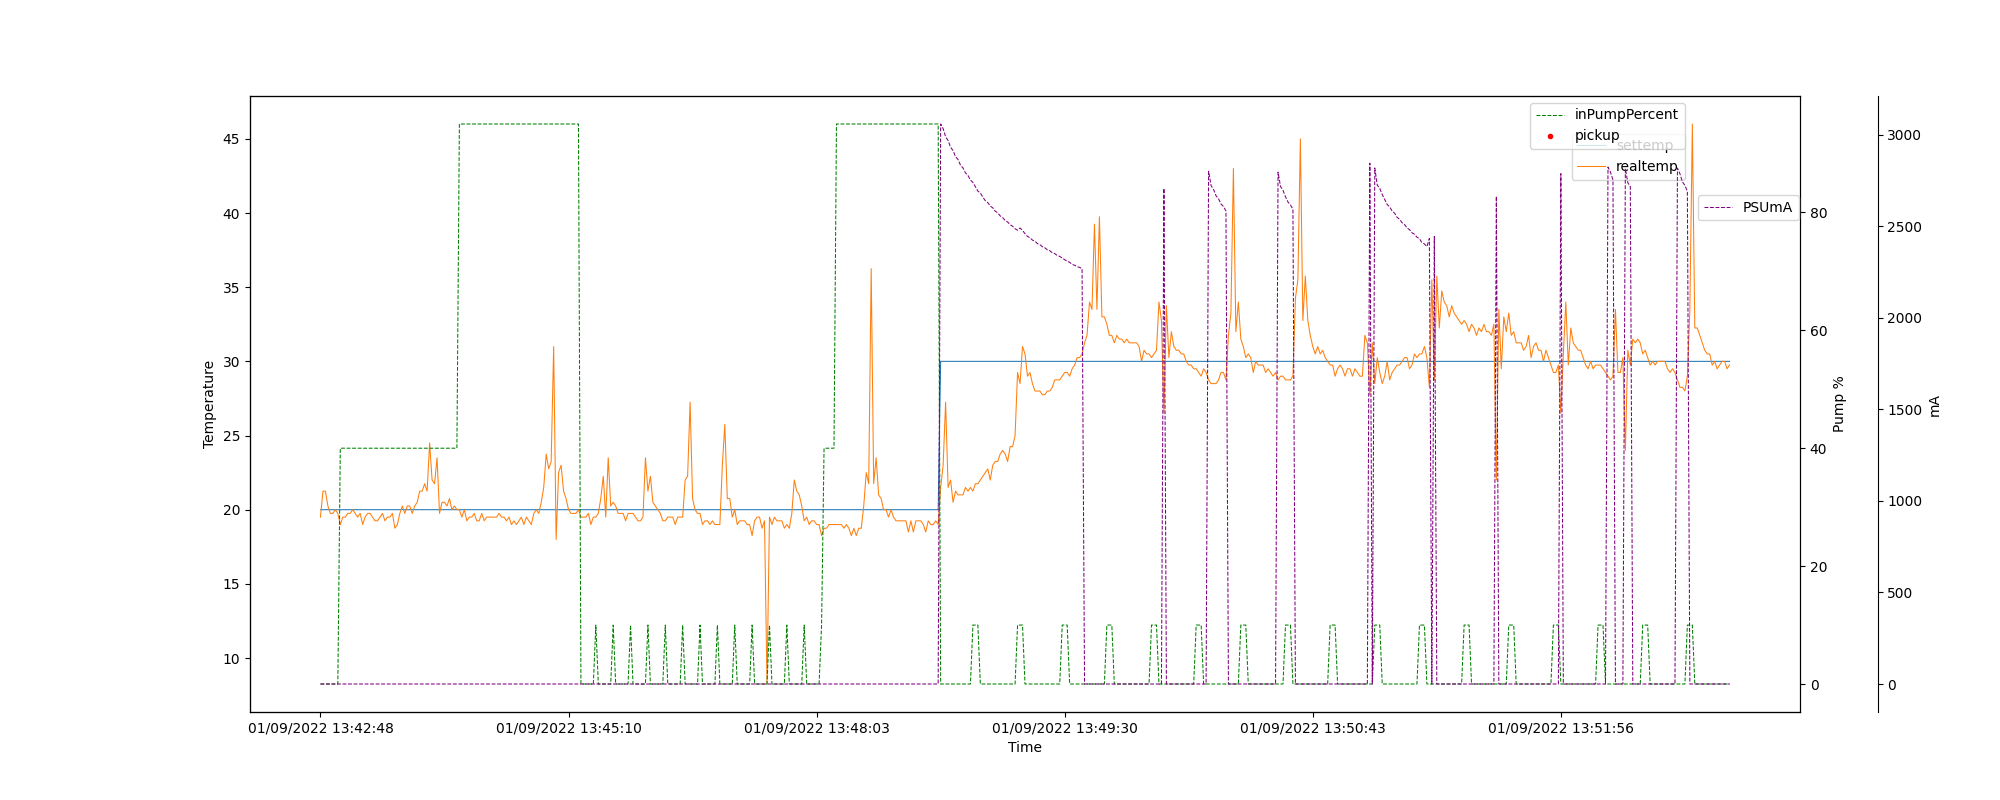 inPumpPercent
pickup
settemp
realtemp
PSUmA
45
40
35
30
25
20
15
10
Temperature
80
60
40
20
0
Pump %
3000
2500
2000
1500
1000
500
0
mA
01/09/2022 13:42:48
01/09/2022 13:45:10
01/09/2022 13:48:03
01/09/2022 13:49:30
01/09/2022 13:50:43
01/09/2022 13:51:56
Time